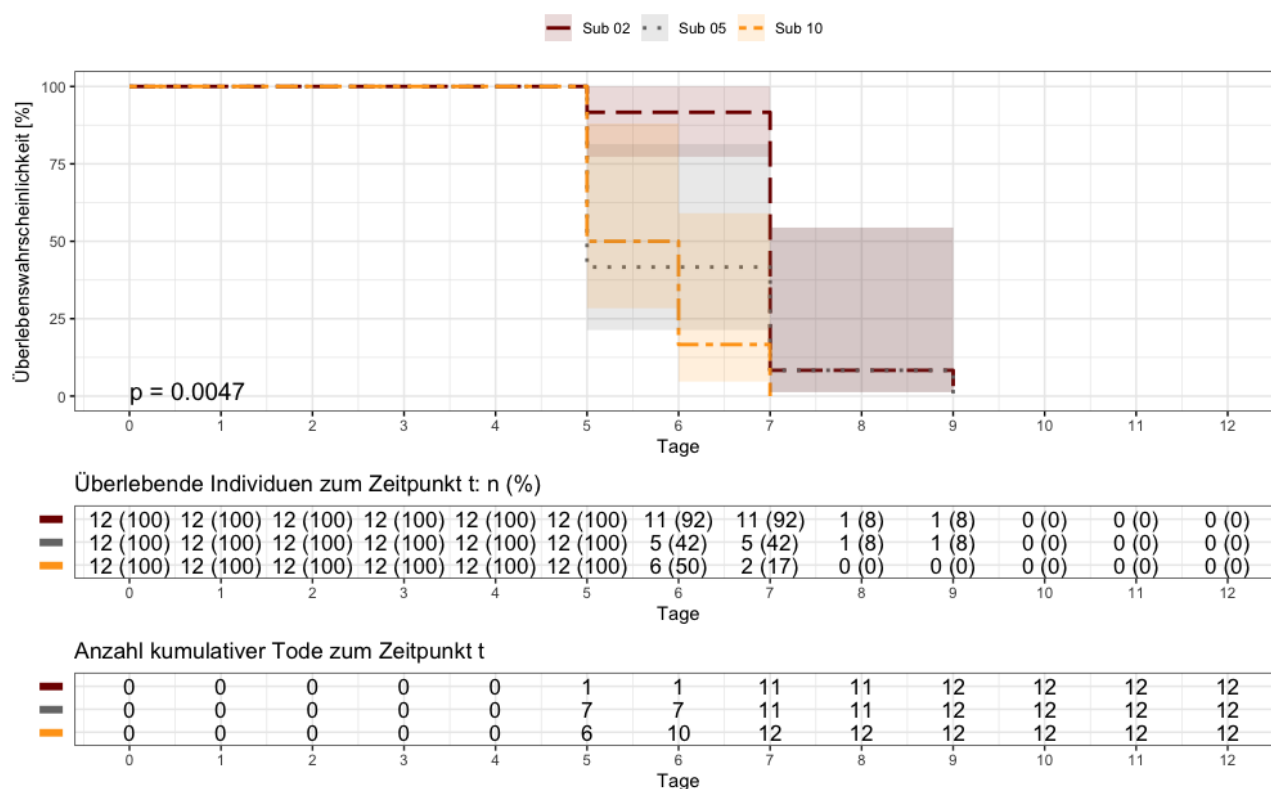 Sub 02 Sub 05 Sub 10
Überlebenswahrscheinlichkeit [%]
100
75
50
25
0
p = 0.0047
0 1 2 3 4 5 6 7 8 9 10 11 12
Tage
Überlebende Individuen zum Zeitpunkt t: n (%)
12 (100) 12 (100) 12 (100) 12 (100) 12 (100) 12 (100) 11 (92) 11 (92) 1 (8) 1 (8) 0 (0) 0 (0) 0 (0)
12 (100) 12 (100) 12 (100) 12 (100) 12 (100) 12 (100) 5 (42) 5 (42) 1 (8) 1 (8) 0 (0) 0 (0) 0 (0)
12 (100) 12 (100) 12 (100) 12 (100) 12 (100) 12 (100) 6 (50) 2 (17) 0 (0) 0 (0) 0 (0) 0 (0) 0 (0)
0 1 2 3 4 5 6 7 8 9 10 11 12
Tage
Anzahl kumulativer Tode zum Zeitpunkt t
0 0 0 0 0 1 1 11 11 12 12 12 12
0 0 0 0 0 7 7 11 11 12 12 12 12
0 0 0 0 0 6 10 12 12 12 12 12 12
0 1 2 3 4 5 6 7 8 9 10 11 12
Tage